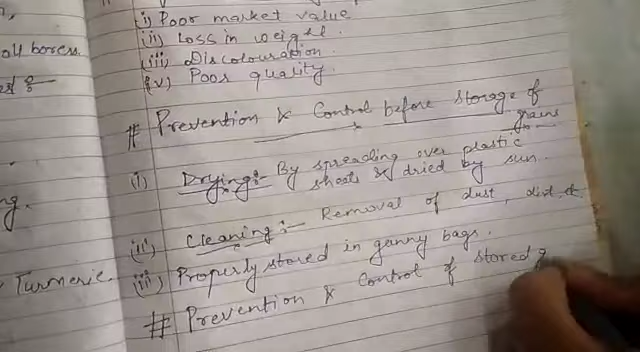 (i) Poor market value
(ii) Loss in weight.
(iii) Discolouration
(iv) Poor quality.
# Prevention & Control before storage of
grains
(i) Drying:- By spreading over plastic
sheets & dried by sun.
(ii) Cleaning:- Removal of dust, dirt etc.
(iii) Properly stored in gunny bags.
# Prevention & Control of stored g
borers.
ng.
Turmeric.